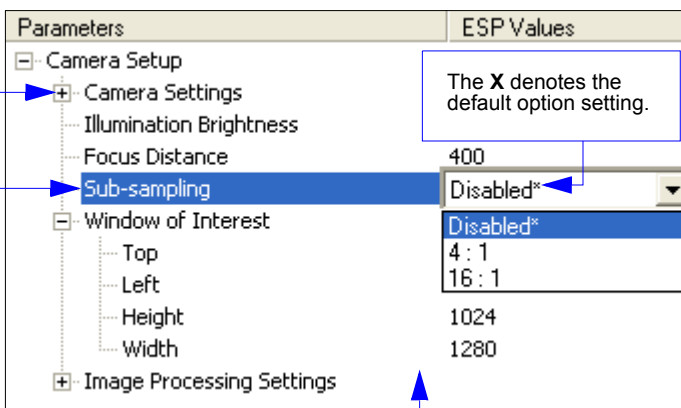 Parameters ESP Values
Camera Setup
Camera Settings
The X denotes the
default option setting.
Illumination Brightness
Focus Distance 400
Sub-sampling Disabled*
Window of Interest Disabled*
Top 4 : 1
Left 16 : 1
Height 1024
Width 1280
Image Processing Settings